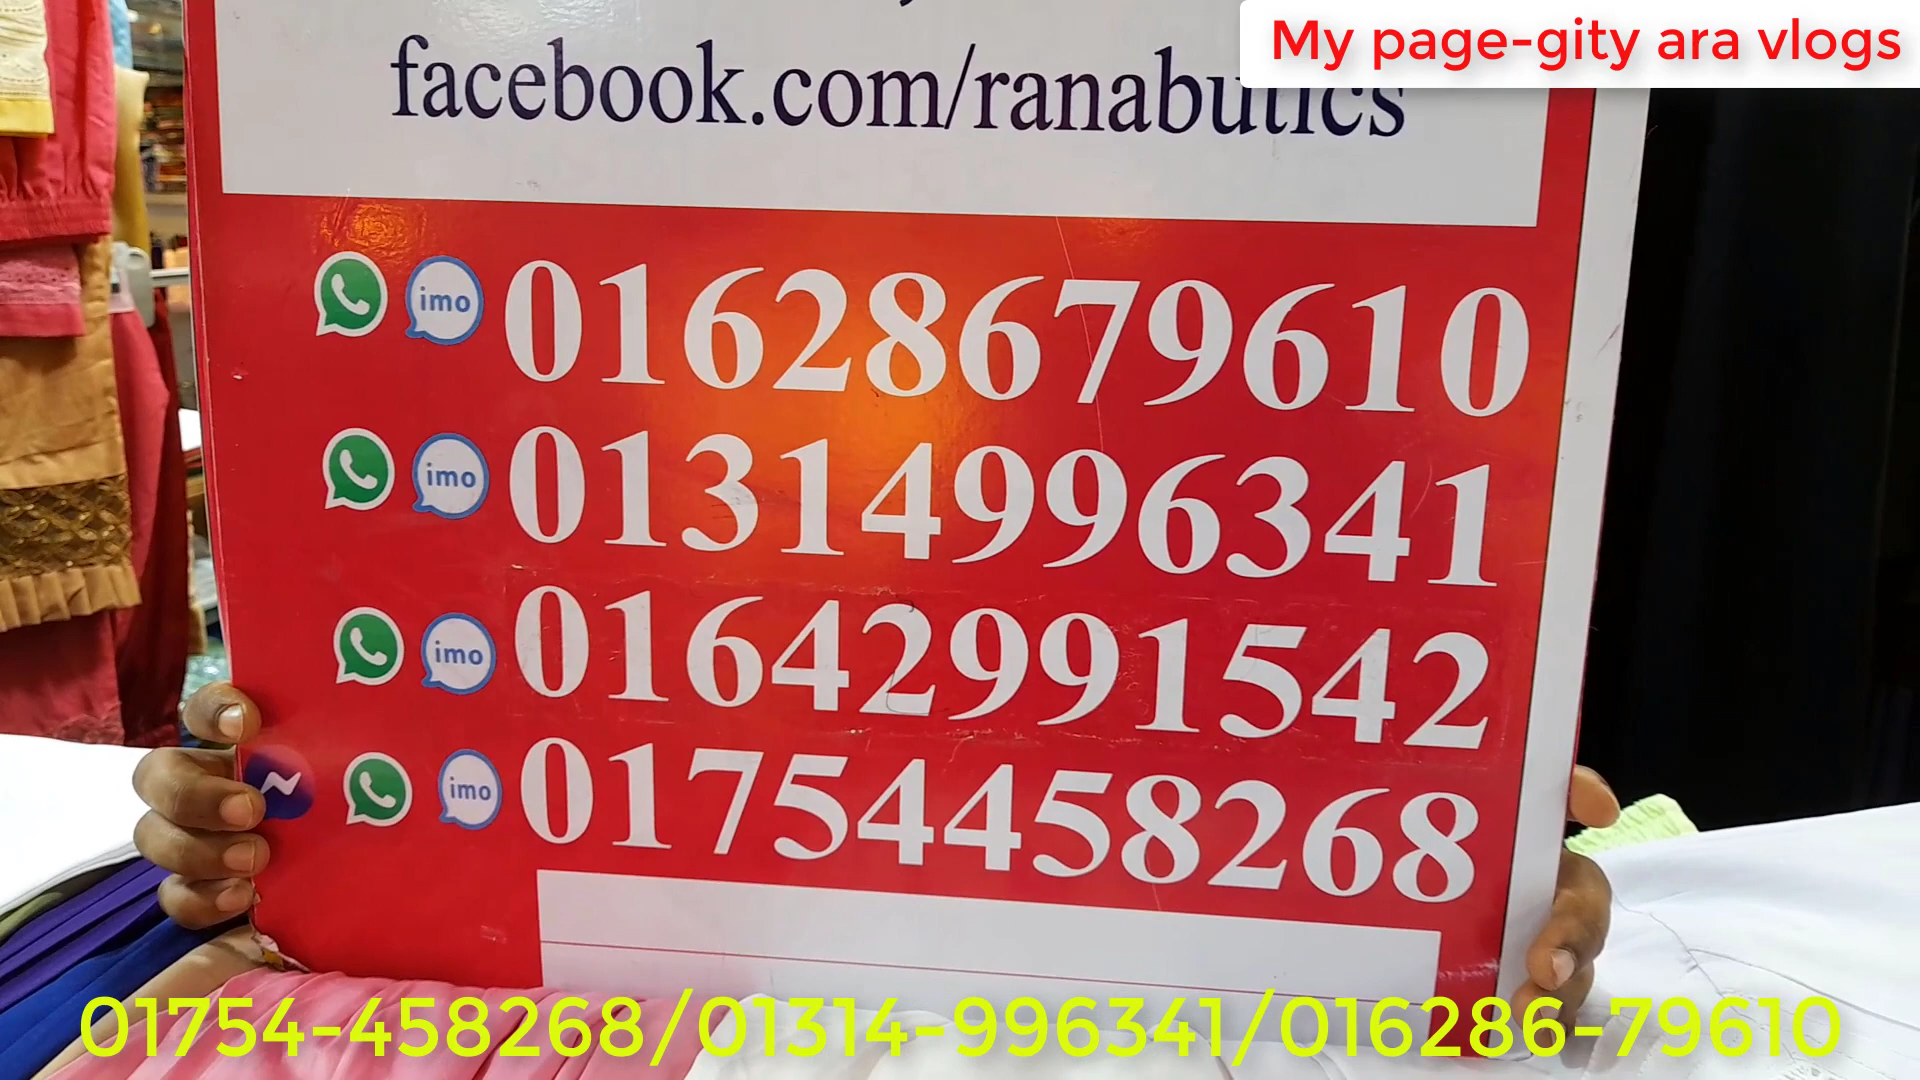 My page-gity ara vlogs
facebook.com/ranabutics
imo 01628679610
imo 01314996341
imo 01642991542
imo 01754458268
01754-458268/01314-996341/016286-79610